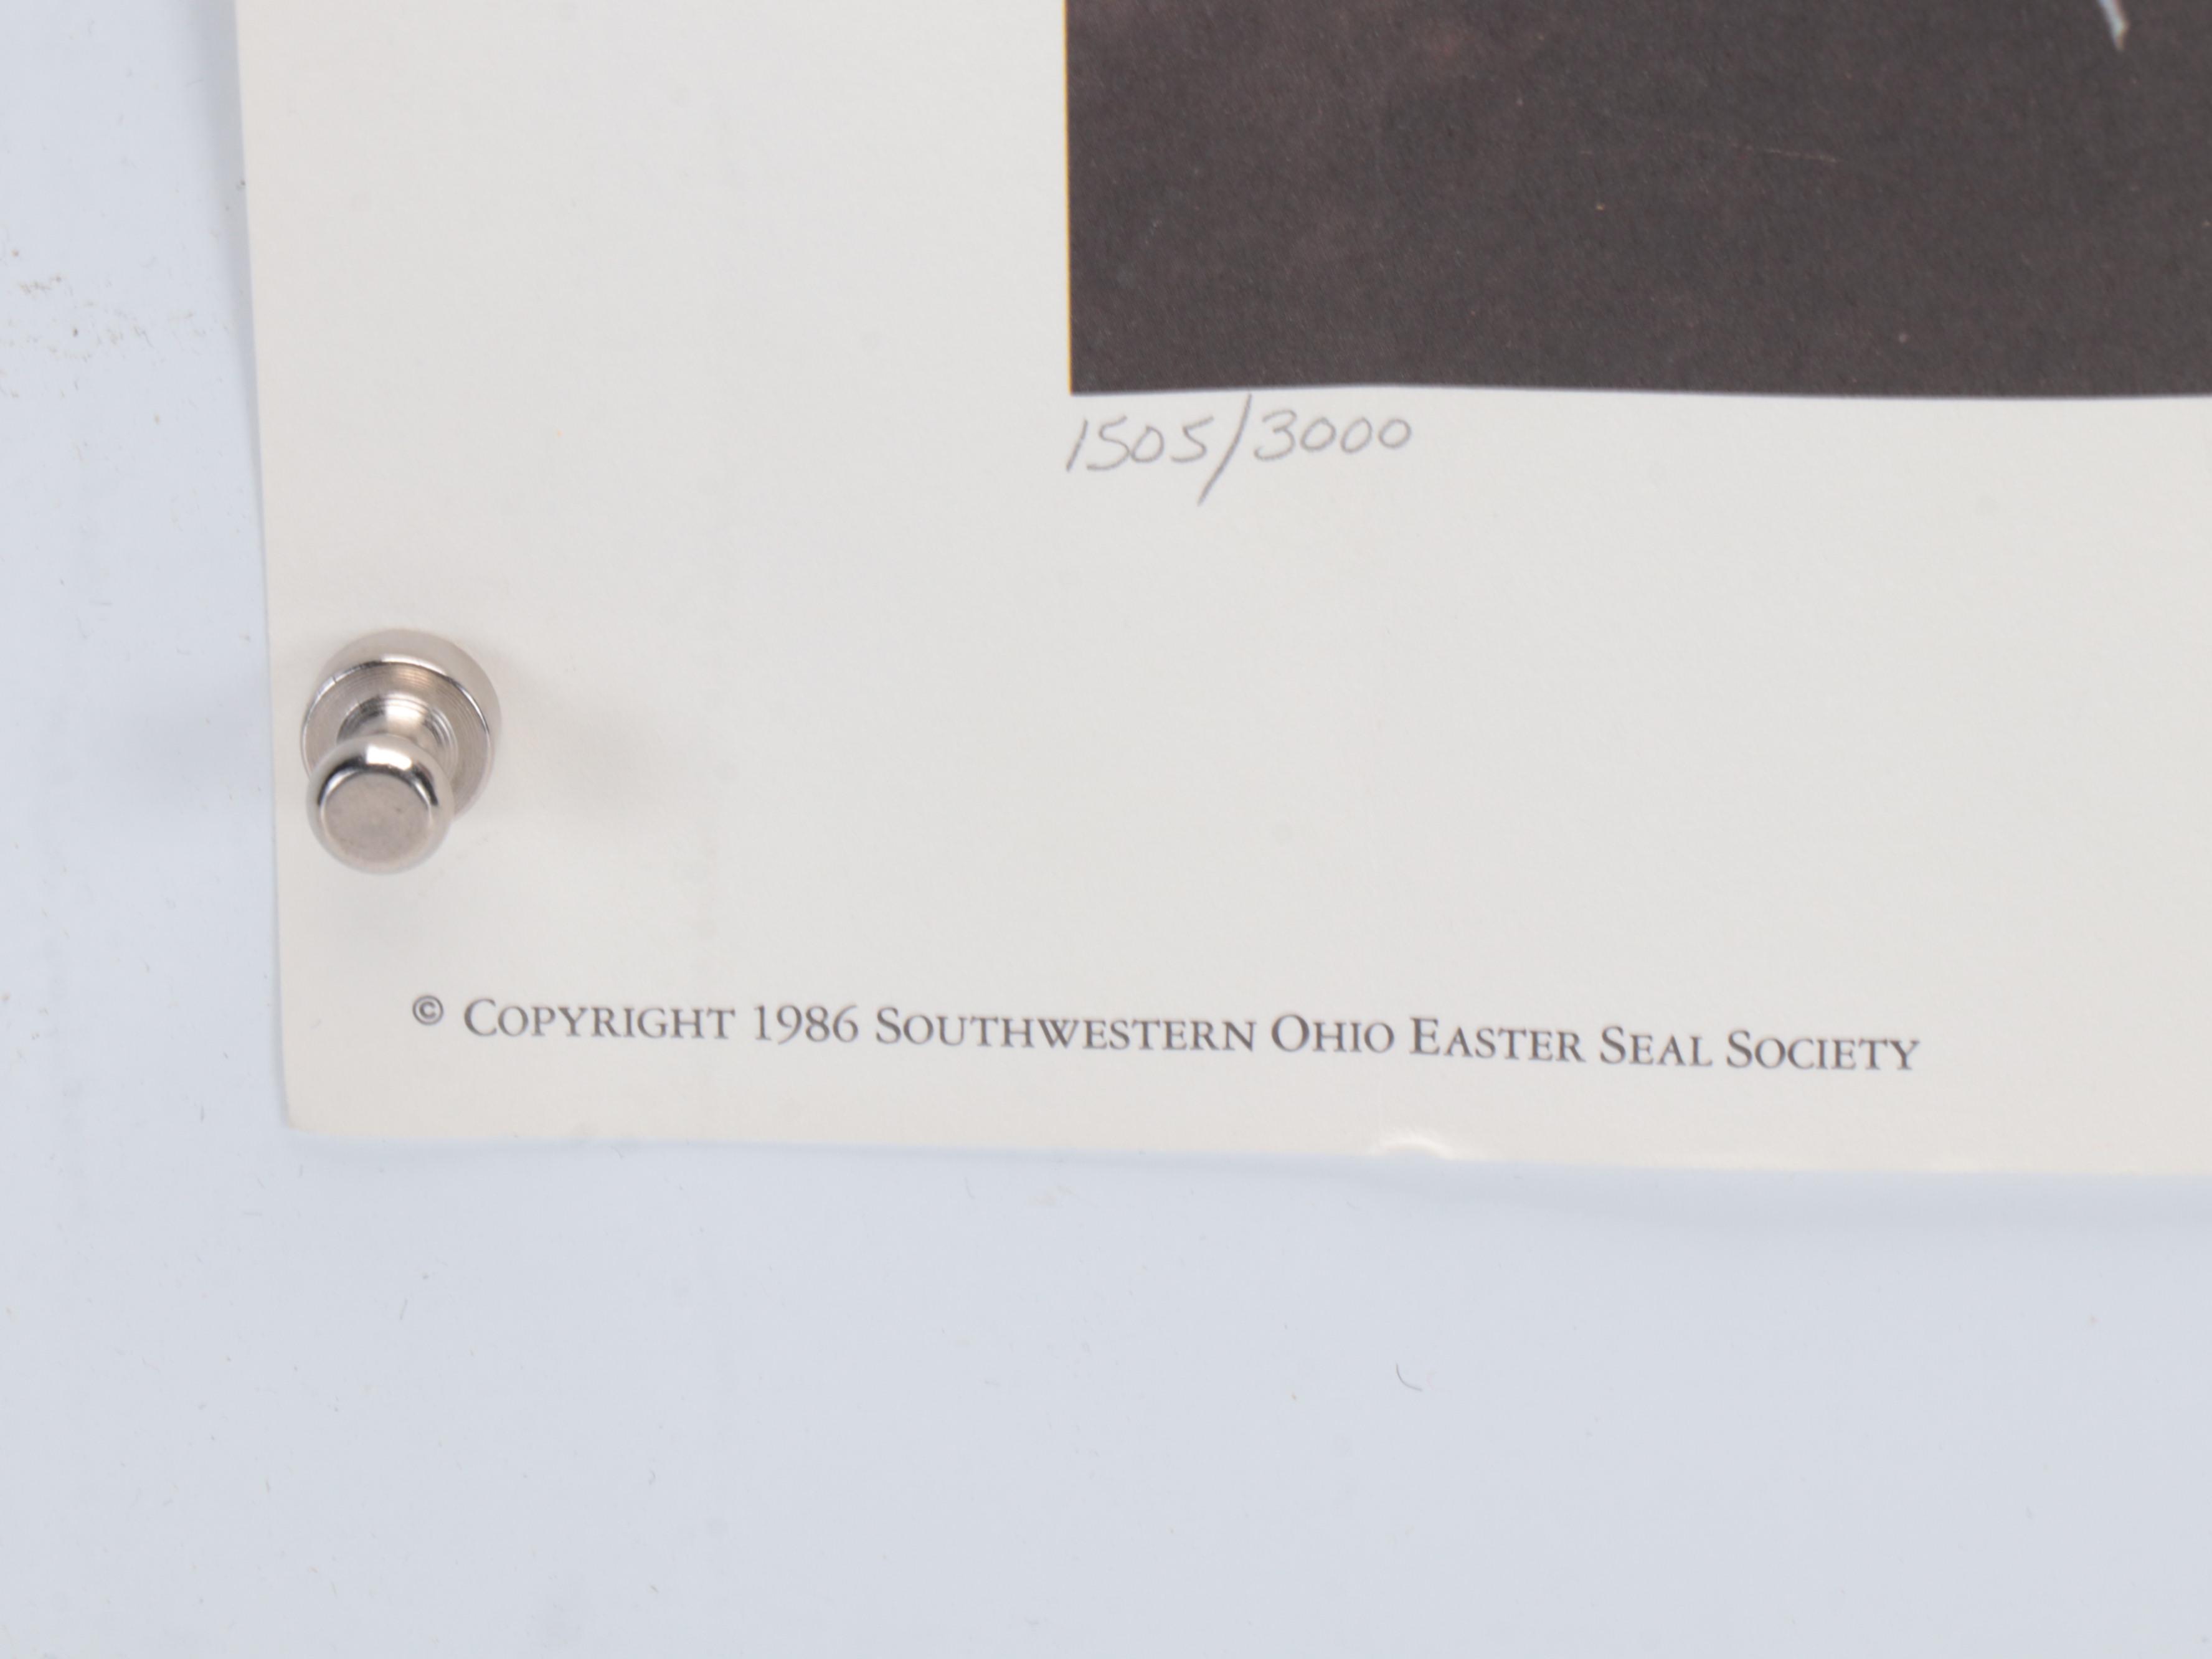 1505/3000
© COPYRIGHT 1986 SOUTHWESTERN OHIO EASTER SEAL SOCIETY